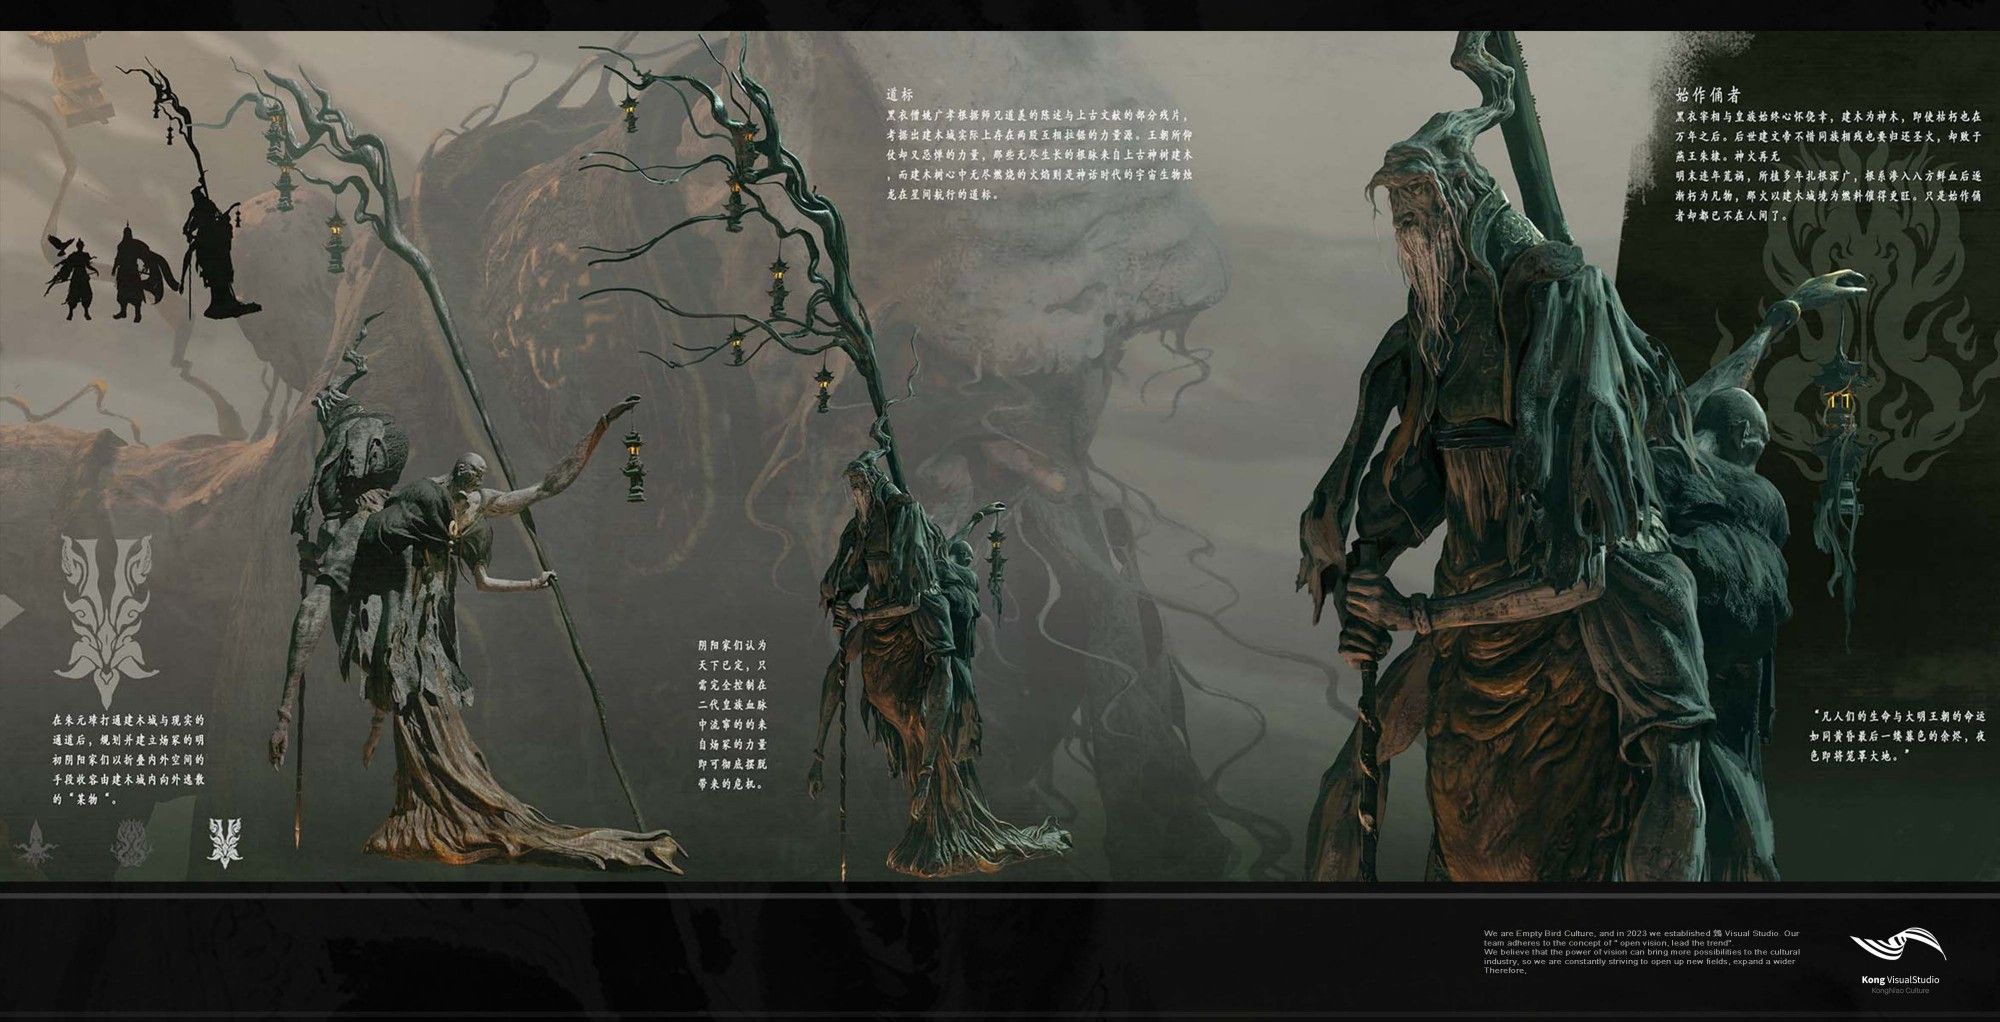 道标
黑衣僧姚广孝根据师兄道羡的陈述与上古文献的部分残片，
考据出建木城实际上存在两股互相拉锯的力量源。王朝所仰
仗却又忌惮的力量，那些无尽生长的根脉来自上古神树建木
，而建木树心中无尽燃烧的火焰则是神话时代的宇宙生物烛
龙在星间航行的道标。
始作俑者
黑衣宰相与皇族始终心怀侥幸，建木为神木，即使枯朽也在
万年之后。后世建文帝不惜同族相残也要归还圣火，却败于
燕王朱棣。神火再无
明末连年荒祸，所植多年扎根深广，根系渗入八方鲜血后逐
渐朽为凡物，那火以建木城境为燃料催得更旺。只是始作俑
者却都已不在人间了。
阴阳家们认为
天下已定，只
需完全控制在
二代皇族血脉
中流窜的的来
自炀冢的力量
即可彻底摆脱
带来的危机。
在朱元璋打通建木城与现实的
通道后，规划并建立炀冢的明
初阴阳家们以折叠内外空间的
手段收容由建木城内向外逸散
的“某物“。
“凡人们的生命与大明王朝的命运
如同黄昏最后一缕暮色的余烬，夜
色即将笼罩大地。”
We are Empty Bird Culture, and in 2023 we established 鵼 Visual Studio. Our
team adheres to the concept of " open vision, lead the trend".
We believe that the power of vision can bring more possibilities to the cultural
industry, so we are constantly striving to open up new fields, expand a wider
Therefore,
Kong VisualStudio
KongNiao Culture